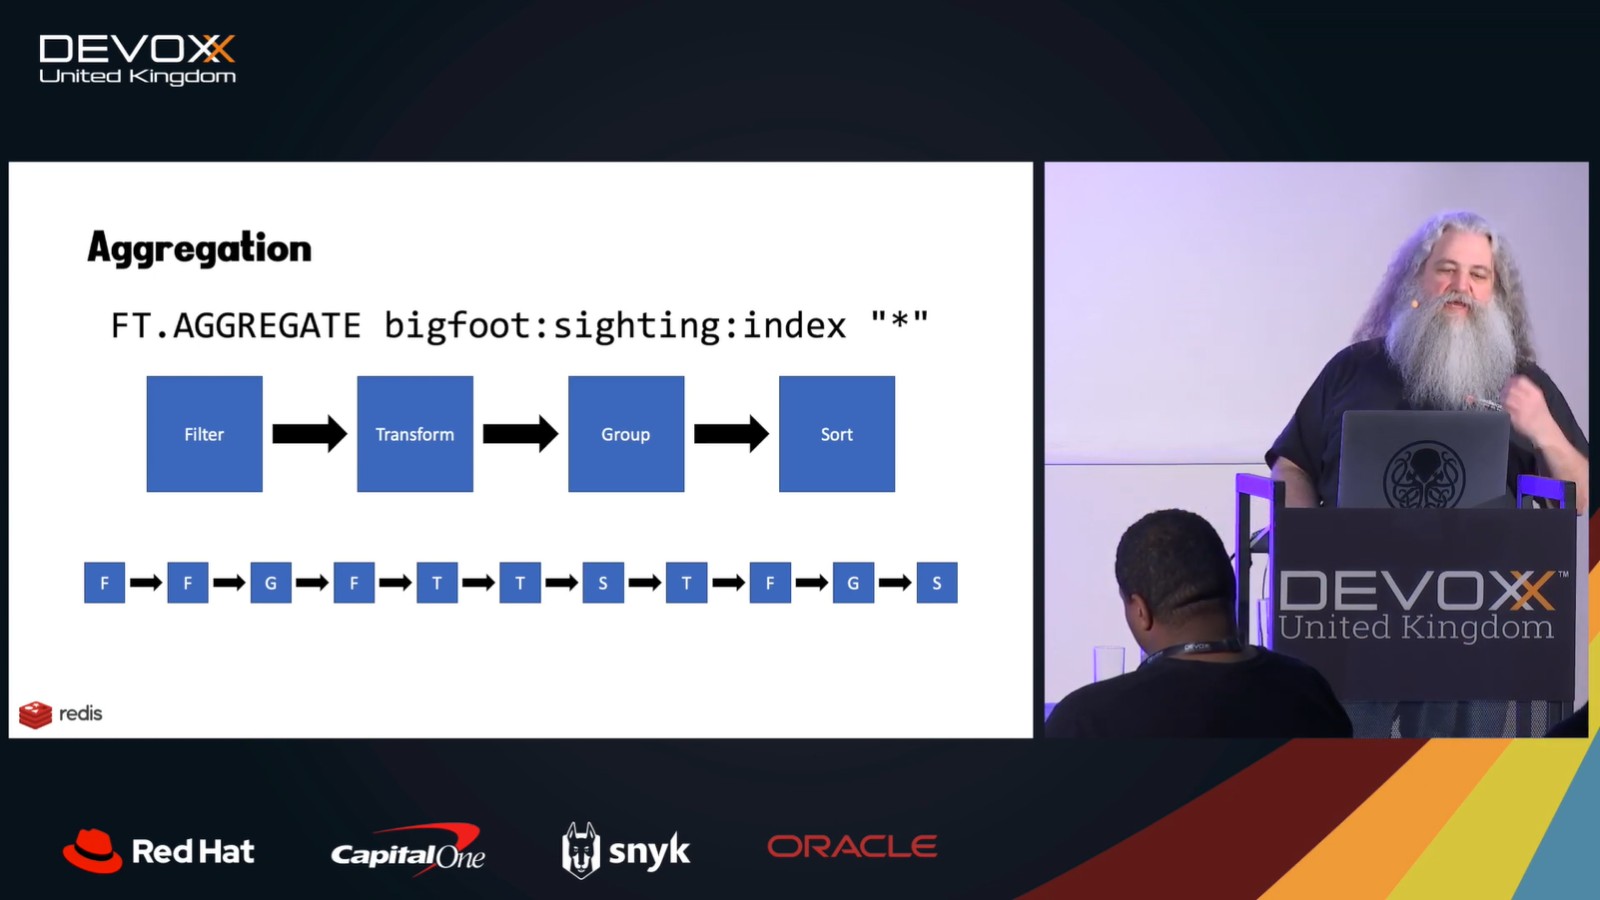 DEVOXX
United Kingdom
Aggregation
FT.AGGREGATE bigfoot:sighting:index "*"
Filter
Transform
Group
Sort
F
F
G
F
T
T
S
T
F
G
S
redis
DEVOXX™
United Kingdom
DEVOXX
Red Hat
CapitalOne
snyk
ORACLE